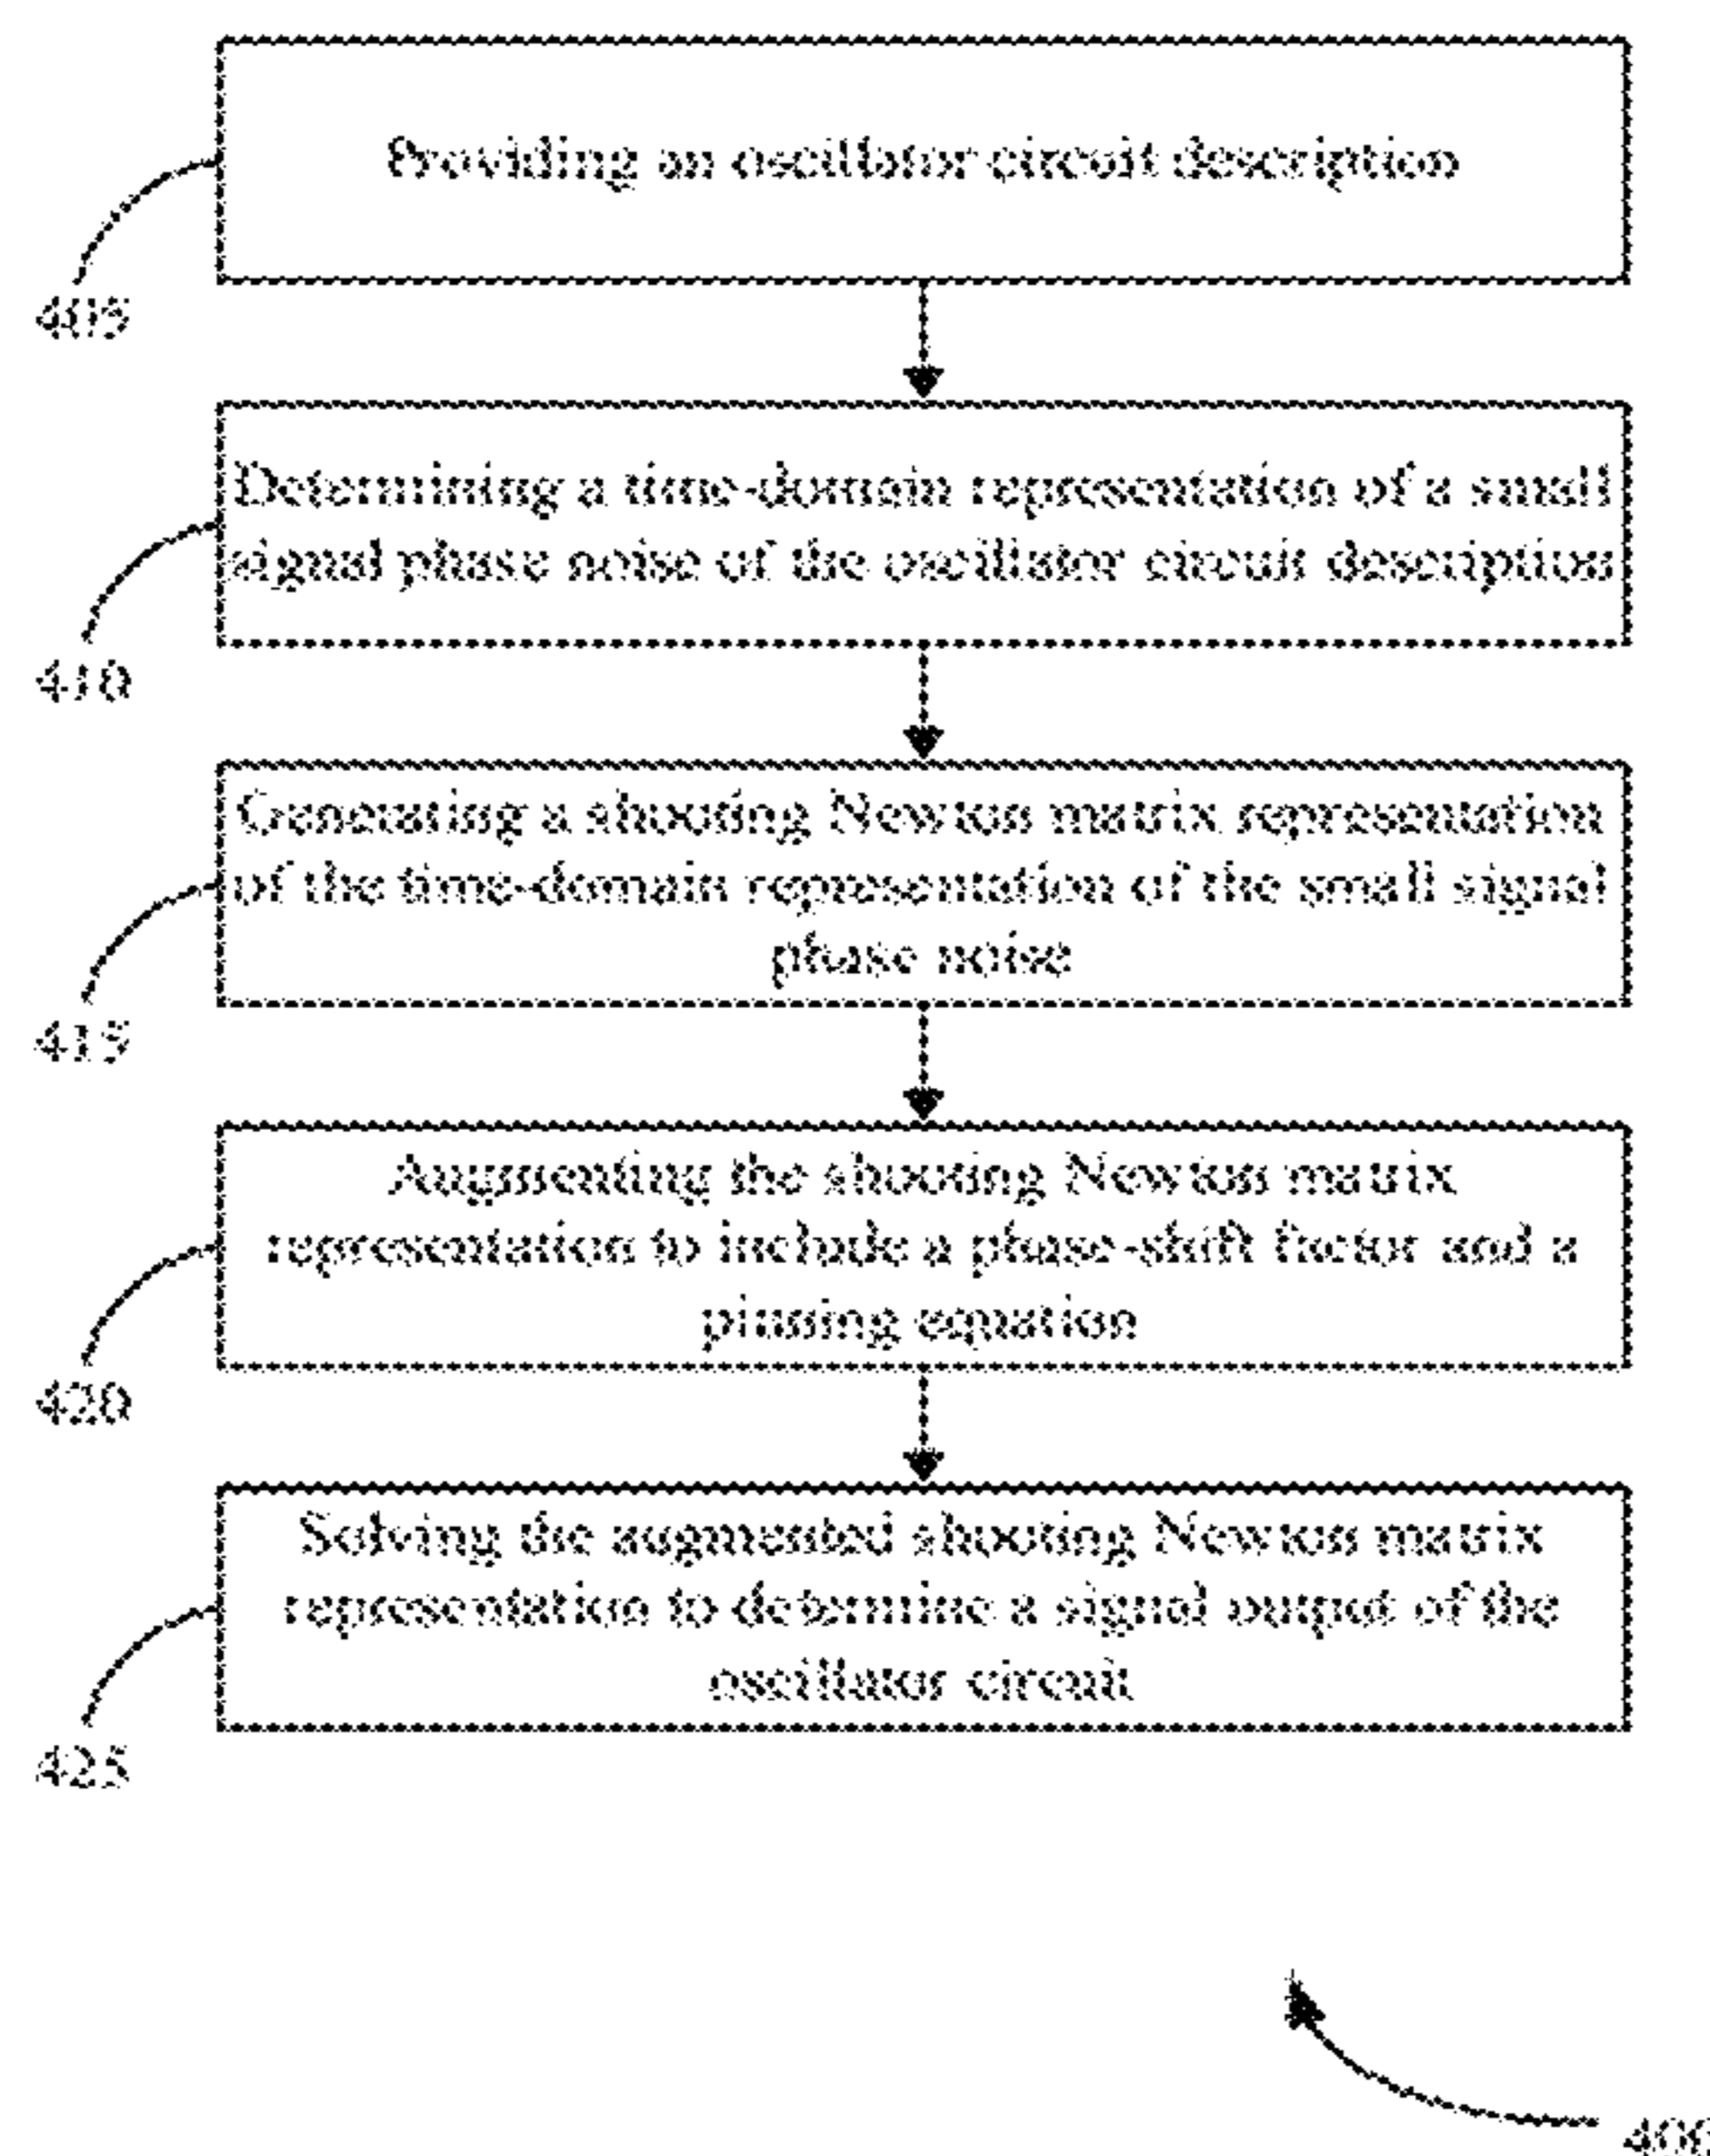 Providing an oscillator circuit description
405
Determining a time-domain representation of a small
signal phase noise of the oscillator circuit description
410
Generating a shooting Newton matrix representation
of the time-domain representation of the small signal
phase noise
415
Augmenting the shooting Newton matrix
representation to include a phase-shift factor and a
pinning equation
420
Solving the augmented shooting Newton matrix
representation to determine a signal output of the
oscillator circuit
425
400